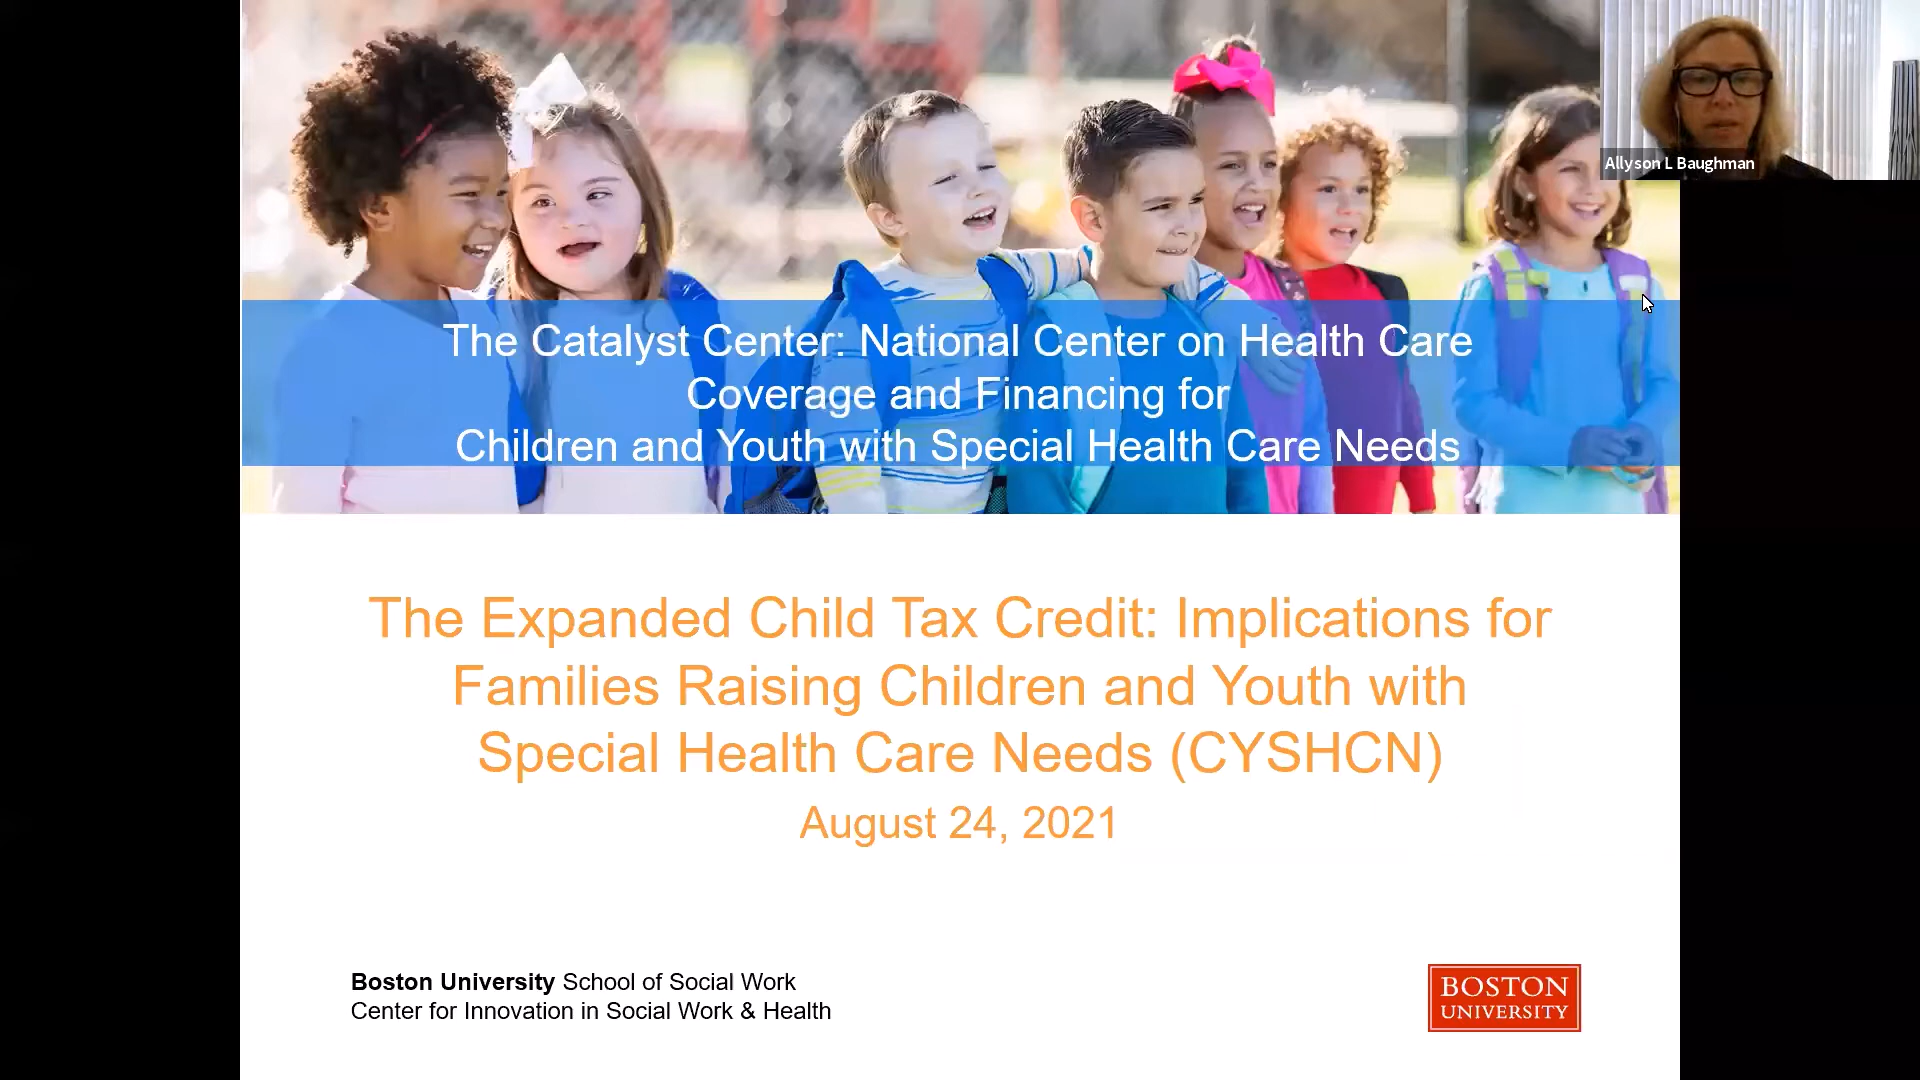 Allyson L Baughman
The Catalyst Center: National Center on Health Care
Coverage and Financing for
Children and Youth with Special Health Care Needs
The Expanded Child Tax Credit: Implications for
Families Raising Children and Youth with
Special Health Care Needs (CYSHCN)
August 24, 2021
Boston University School of Social Work
Center for Innovation in Social Work & Health
BOSTON
UNIVERSITY